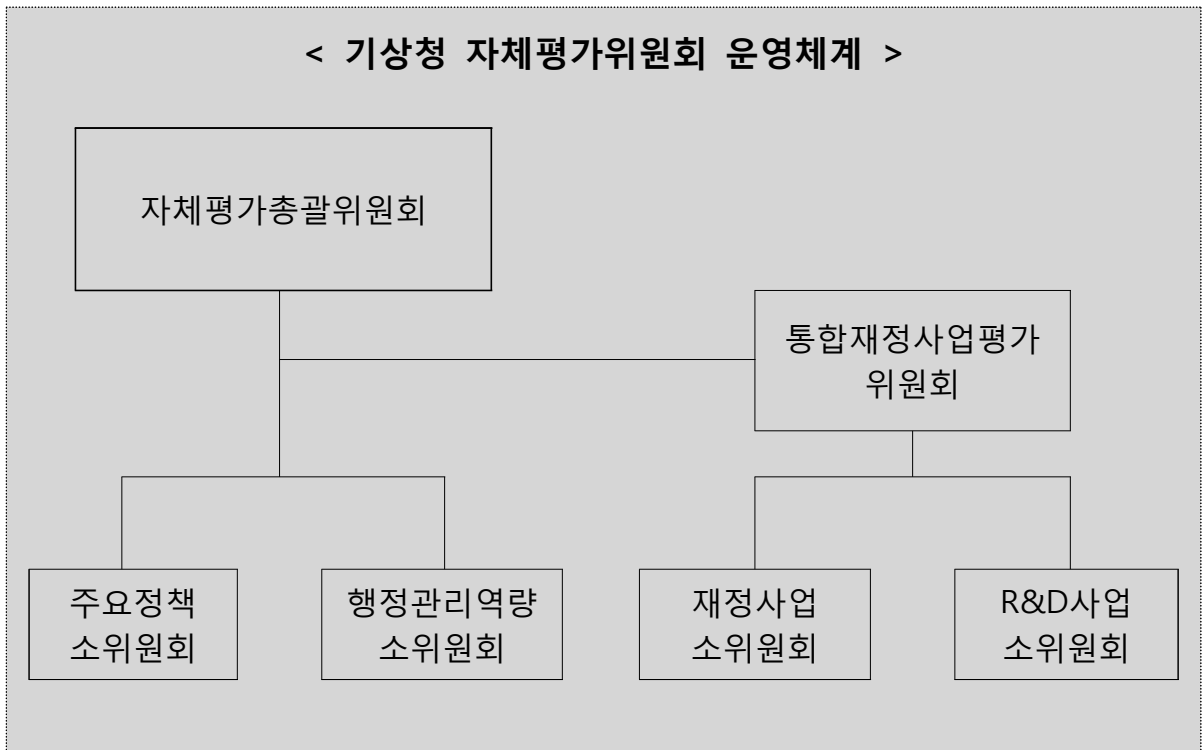 < 기상청 자체평가위원회 운영체계 >
자체평가총괄위원회
통합재정사업평가
위원회
주요정책
소위원회
행정관리역량
소위원회
재정사업
소위원회
R&D사업
소위원회